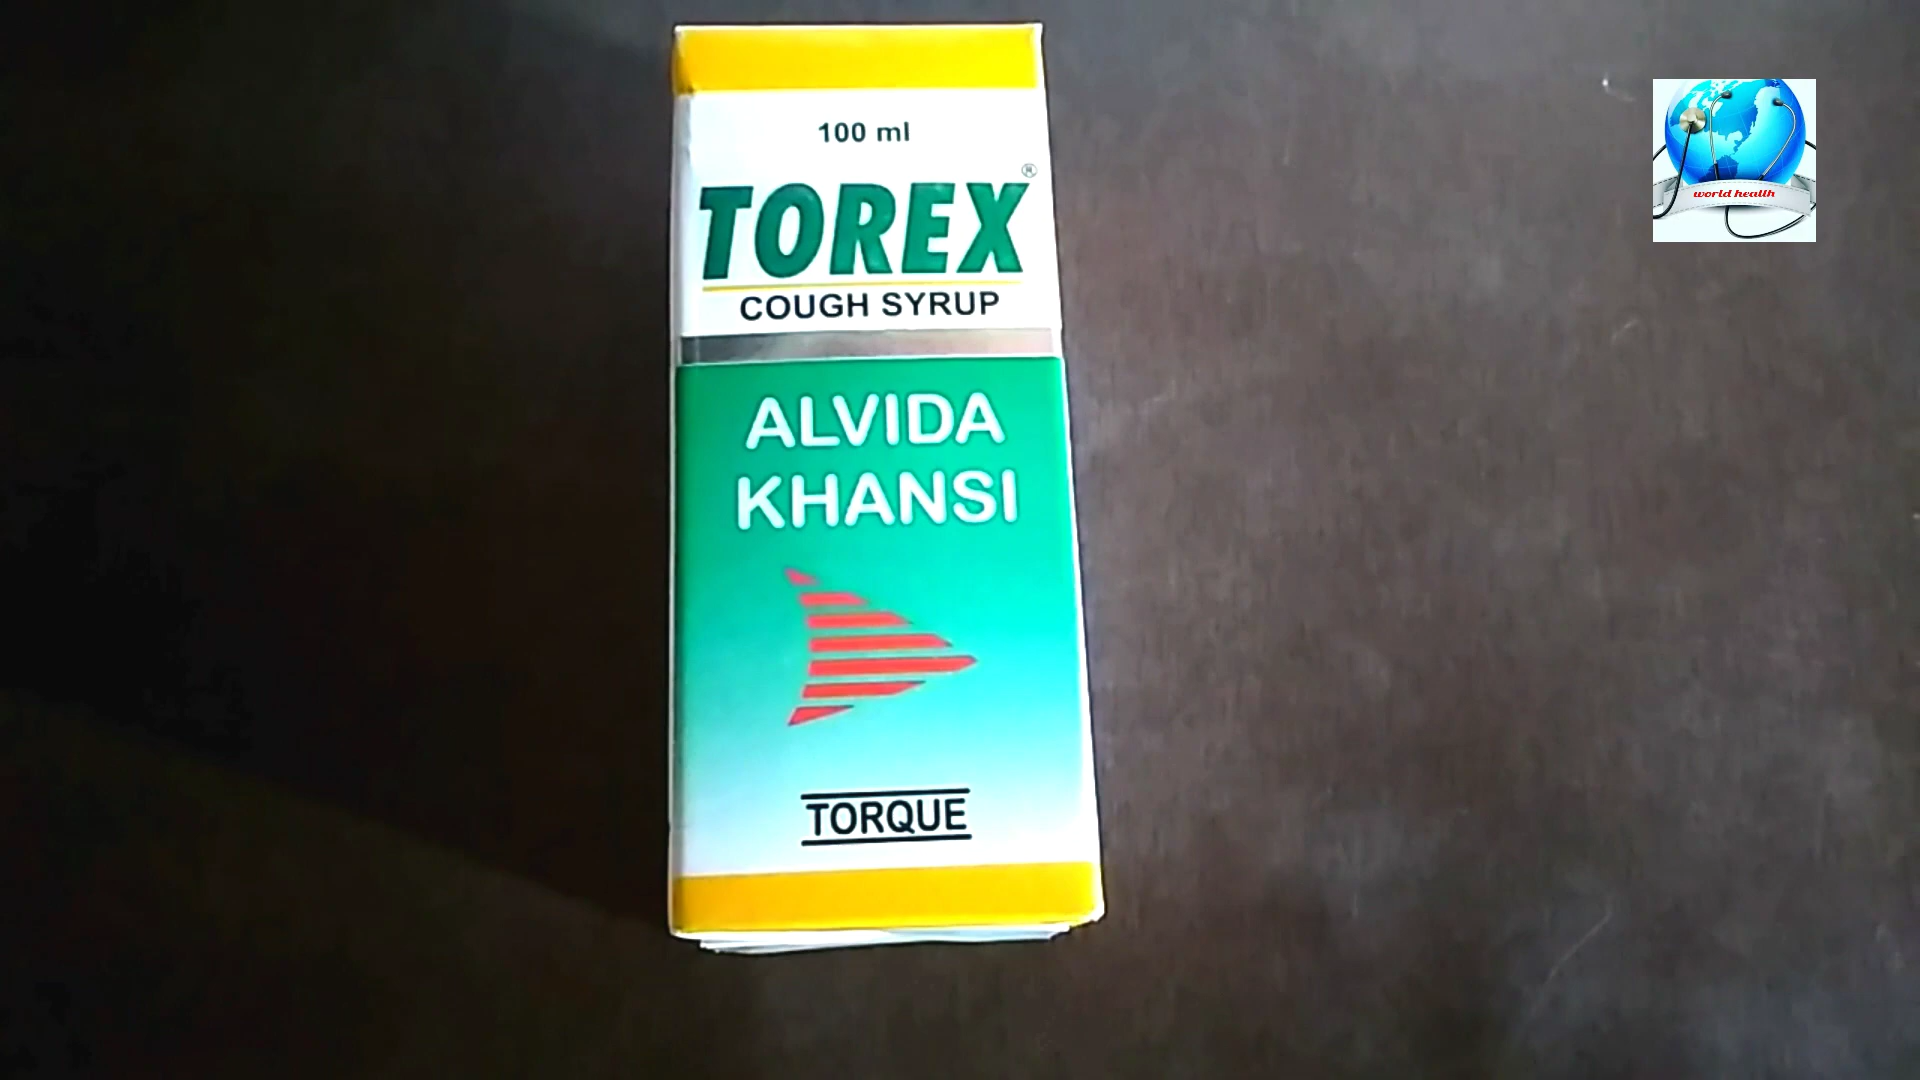 100 ml
TOREX®
COUGH SYRUP
ALVIDA
KHANSI
TORQUE
world health